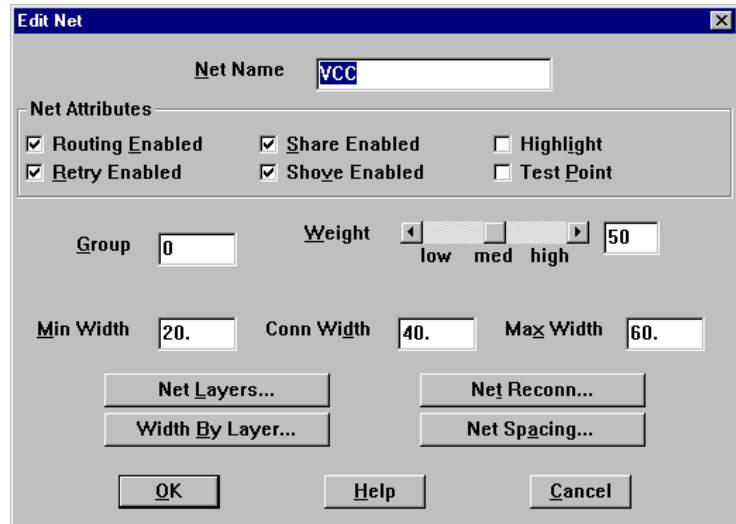 Edit Net
Net Name VCC
Net Attributes
Routing Enabled Share Enabled Highlight
Retry Enabled Shove Enabled Test Point
Group 0 Weight 50
low med high
Min Width 20. Conn Width 40. Max Width 60.
Net Layers... Net Reconn...
Width By Layer... Net Spacing...
OK Help Cancel